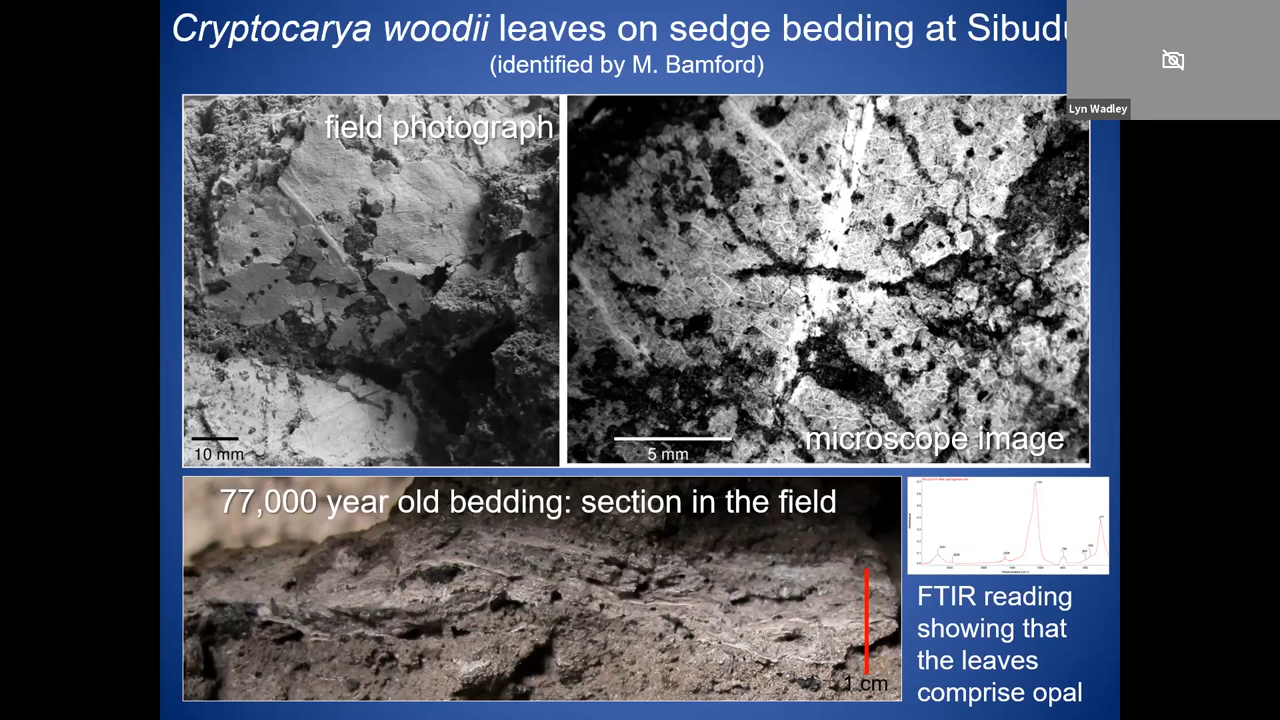 Cryptocarya woodii leaves on sedge bedding at Sibudu
(identified by M. Bamford)
Lyn Wadley
field photograph
10 mm
microscope image
5 mm
77,000 year old bedding: section in the field
1 cm
FTIR reading
showing that
the leaves
comprise opal